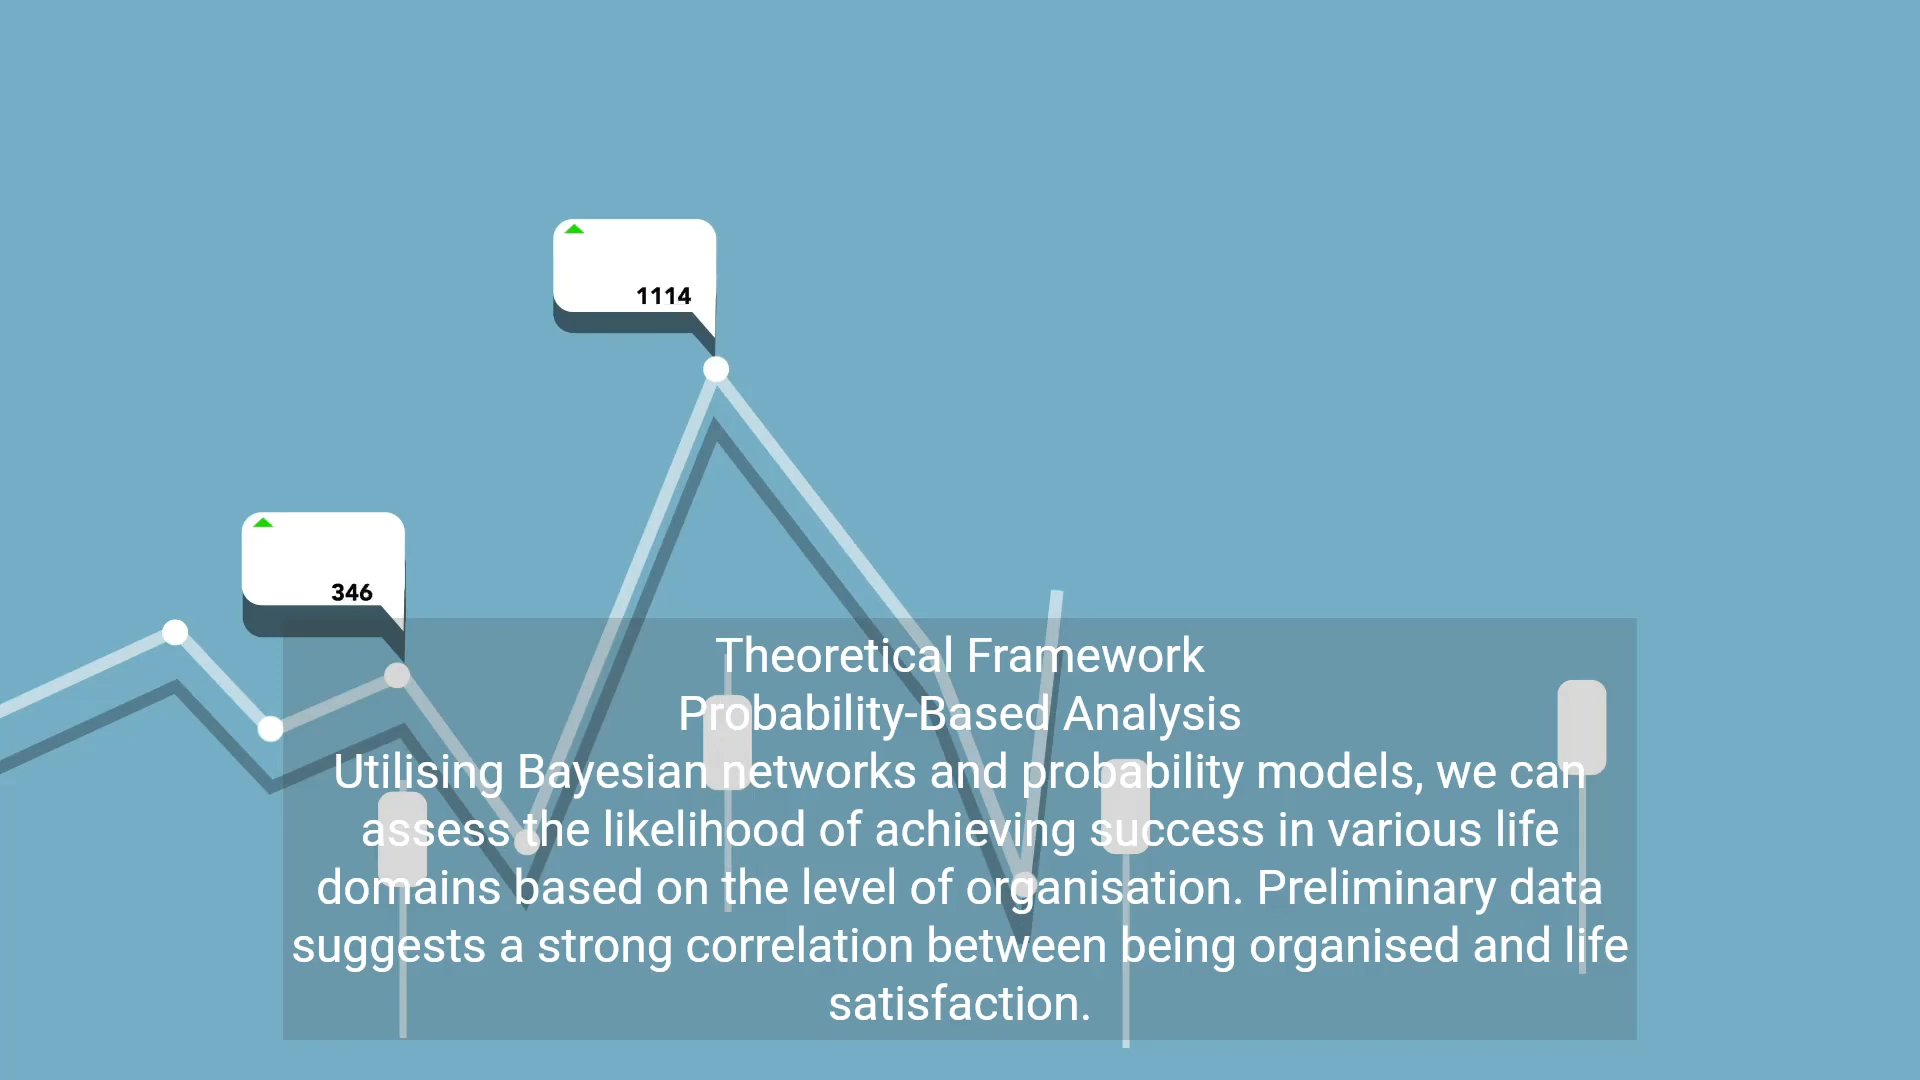 1114
346
Theoretical Framework
Probability-Based Analysis
Utilising Bayesian networks and probability models, we can
assess the likelihood of achieving success in various life
domains based on the level of organisation. Preliminary data
suggests a strong correlation between being organised and life
satisfaction.